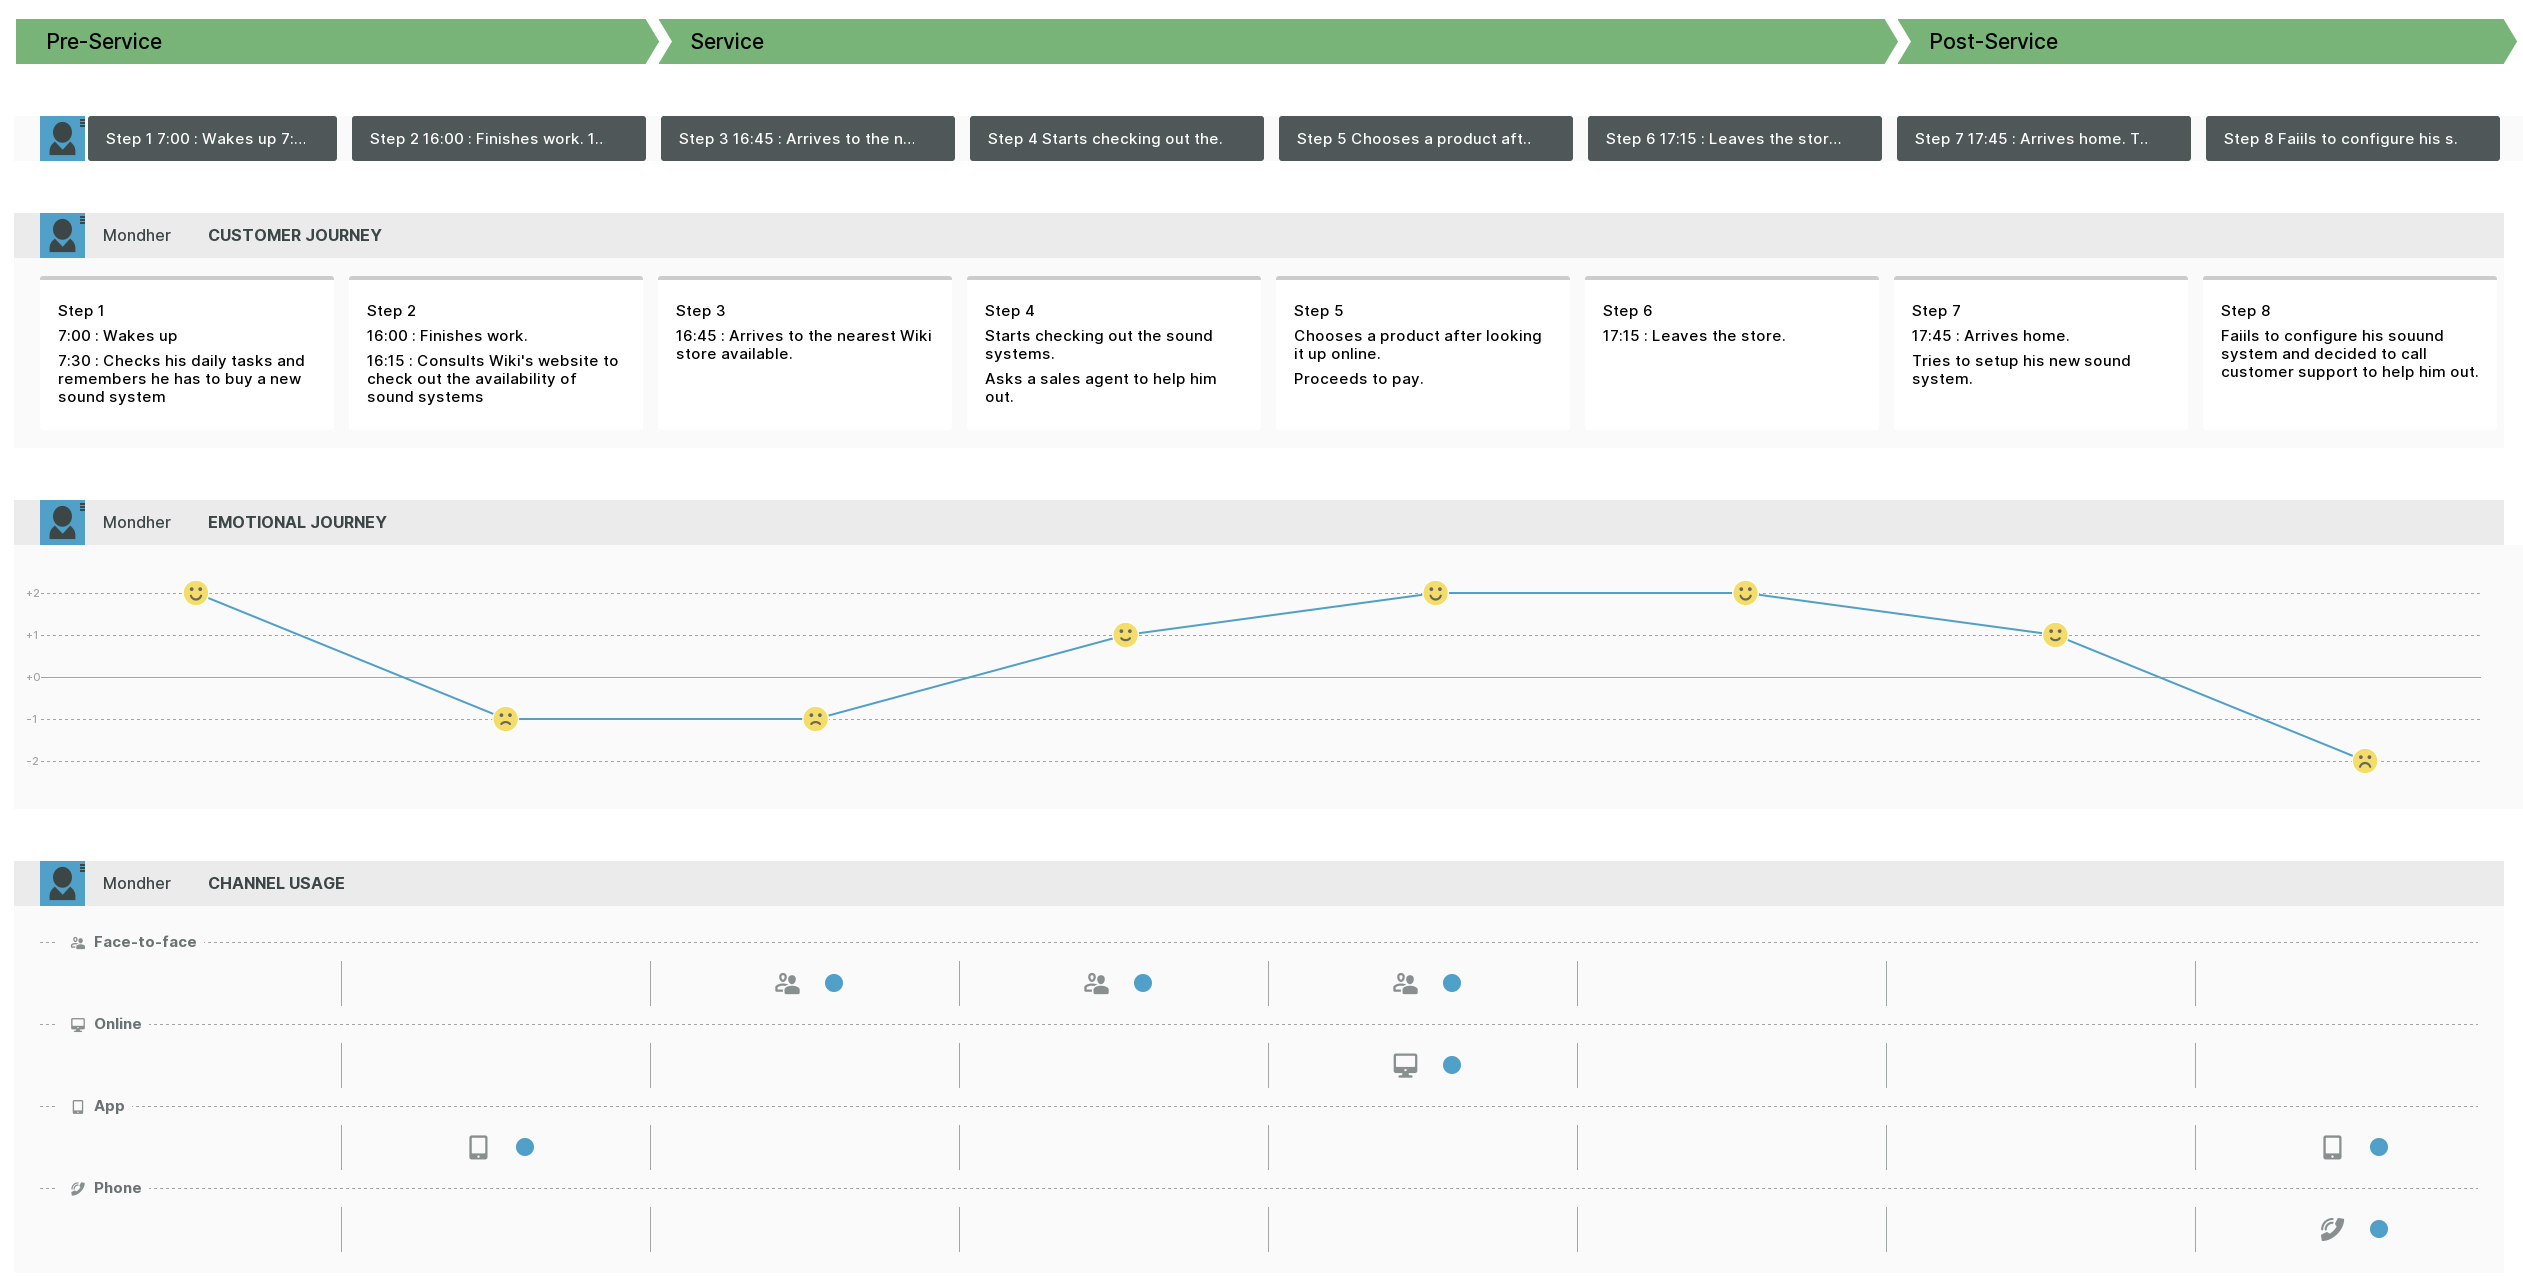 Pre-Service
Service
Post-Service
Step 1 7:00 : Wakes up 7:...
Step 2 16:00 : Finishes work. 1..
Step 3 16:45 : Arrives to the n...
Step 4 Starts checking out the.
Step 5 Chooses a product aft..
Step 6 17:15 : Leaves the stor...
Step 7 17:45 : Arrives home. T..
Step 8 Faiils to configure his s.
Mondher
CUSTOMER JOURNEY
Step 1
7:00 : Wakes up
7:30 : Checks his daily tasks and
remembers he has to buy a new
sound system
Step 2
16:00 : Finishes work.
16:15 : Consults Wiki's website to
check out the availability of
sound systems
Step 3
16:45 : Arrives to the nearest Wiki
store available.
Step 4
Starts checking out the sound
systems.
Asks a sales agent to help him
out.
Step 5
Chooses a product after looking
it up online.
Proceeds to pay.
Step 6
17:15 : Leaves the store.
Step 7
17:45 : Arrives home.
Tries to setup his new sound
system.
Step 8
Faiils to configure his souund
system and decided to call
customer support to help him out.
Mondher
EMOTIONAL JOURNEY
+2
+1
+0
-1
-2
Mondher
CHANNEL USAGE
Face-to-face
Online
App
Phone